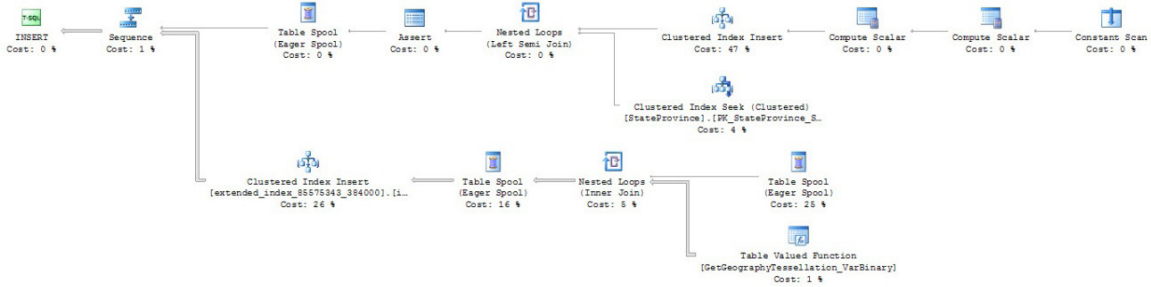 T-SQL
INSERT
Cost: 0 %
Sequence
Cost: 1 %
Table Spool
(Eager Spool)
Cost: 0 %
Assert
Cost: 0 %
Nested Loops
(Left Semi Join)
Cost: 0 %
Clustered Index Insert
Cost: 47 %
Compute Scalar
Cost: 0 %
Compute Scalar
Cost: 0 %
Constant Scan
Cost: 0 %
Clustered Index Seek (Clustered)
[StateProvince].[PK_StateProvince_S…
Cost: 4 %
Clustered Index Insert
[extended_index_85575343_384000].[i…
Cost: 26 %
Table Spool
(Eager Spool)
Cost: 16 %
Nested Loops
(Inner Join)
Cost: 5 %
Table Spool
(Eager Spool)
Cost: 25 %
Table Valued Function
[GetGeographyTessellation_VarBinary]
Cost: 1 %